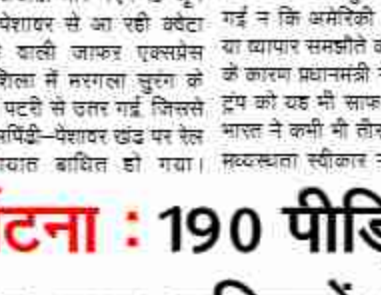 पेशावर से आ रही क्वेटा
वाली जाफर एक्सप्रेस
शिला में मरगला सुरंग के
पटरी से उतर गई जिससे
पिंडी–पेशावर खंड पर रेल
यात बाधित हो गया।
गई न कि अमेरिकी
या व्यापार समझौते
के कारण प्रधानमंत्री
ट्रंप को यह भी साफ
भारत ने कभी भी
मध्यस्थता स्वीकार
र्घटना : 190 पीड़ि